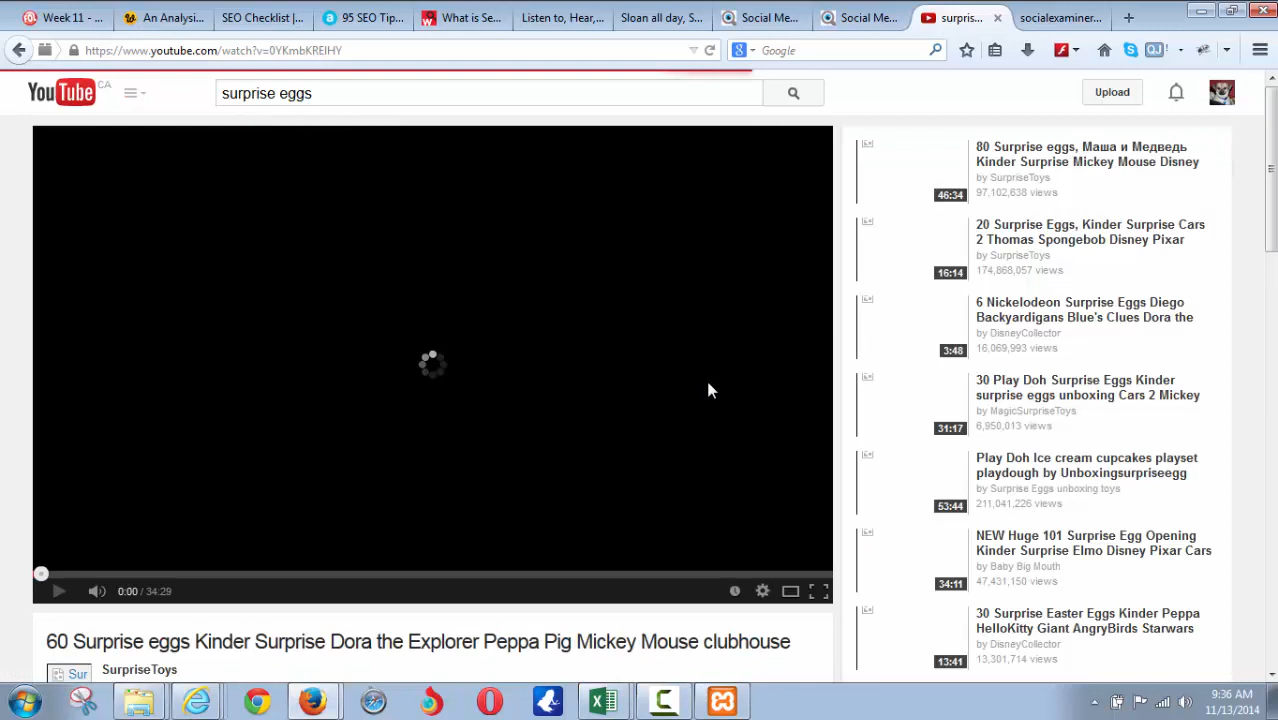 Week 11 - ...
An Analysi...
SEO Checklist |...
95 SEO Tip...
What is Se...
Listen to, Hear,...
Sloan all day, S...
Social Me...
Social Me...
surpris...
socialexaminer...
https://www.youtube.com/watch?v=0YKmbKREIHY
Google
YouTube CA
surprise eggs
Upload
80 Surprise eggs, Маша и Медведь
Kinder Surprise Mickey Mouse Disney
by SurpriseToys
97,102,638 views
46:34
20 Surprise Eggs, Kinder Surprise Cars
2 Thomas Spongebob Disney Pixar
by SurpriseToys
174,868,057 views
16:14
6 Nickelodeon Surprise Eggs Diego
Backyardigans Blue's Clues Dora the
by DisneyCollector
16,069,993 views
3:48
30 Play Doh Surprise Eggs Kinder
surprise eggs unboxing Cars 2 Mickey
by MagicSurpriseToys
6,950,013 views
31:17
Play Doh Ice cream cupcakes playset
playdough by Unboxingsurpriseegg
by Surprise Eggs unboxing toys
211,041,226 views
53:44
NEW Huge 101 Surprise Egg Opening
Kinder Surprise Elmo Disney Pixar Cars
by Baby Big Mouth
47,431,150 views
34:11
30 Surprise Easter Eggs Kinder Peppa
HelloKitty Giant AngryBirds Starwars
by DisneyCollector
13,301,714 views
13:41
0:00 / 34:29
60 Surprise eggs Kinder Surprise Dora the Explorer Peppa Pig Mickey Mouse clubhouse
Sur
SurpriseToys
9:36 AM
11/13/2014